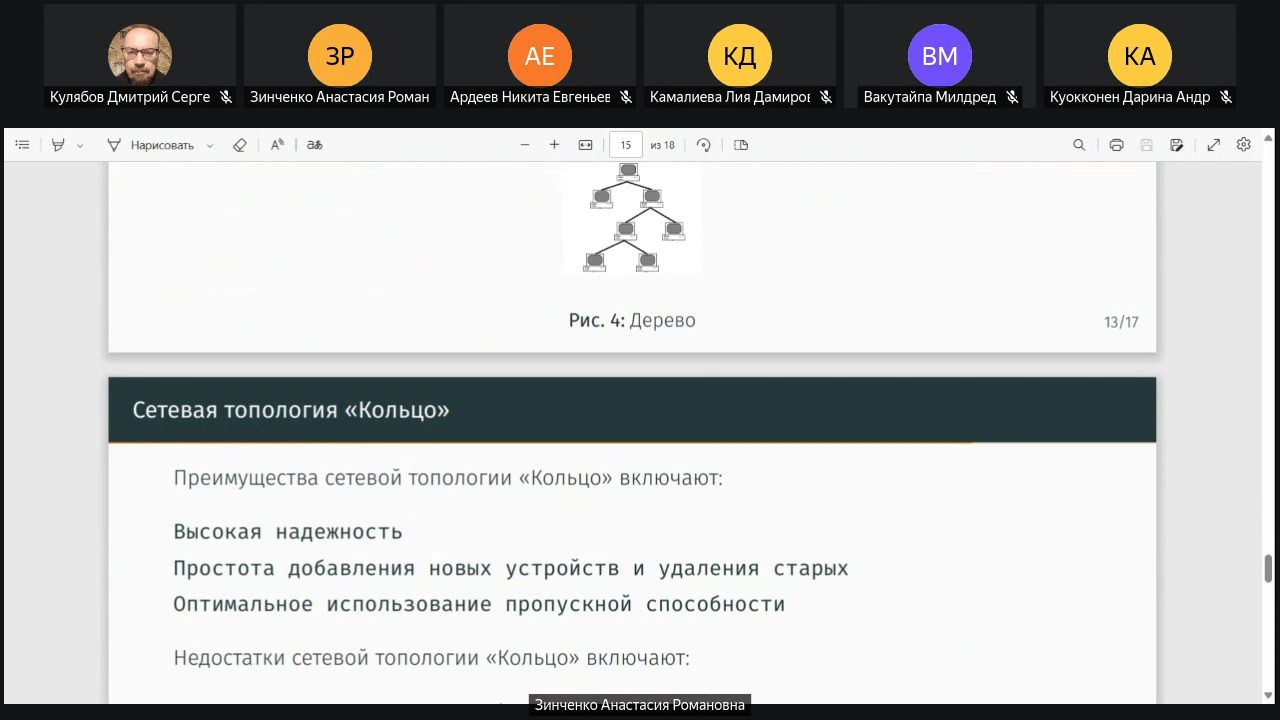 ЗР
АЕ
КД
ВМ
КА
Кулябов Дмитрий Серге
Зинченко Анастасия Роман
Ардеев Никита Евгеньев
Камалиева Лия Дамиров
Вакутайпа Милдред
Куокконен Дарина Андр
Нарисовать
15
из 18
Рис. 4: Дерево
13/17
Сетевая топология «Кольцо»
Преимущества сетевой топологии «Кольцо» включают:
Высокая надежность
Простота добавления новых устройств и удаления старых
Оптимальное использование пропускной способности
Недостатки сетевой топологии «Кольцо» включают:
Зинченко Анастасия Романовна